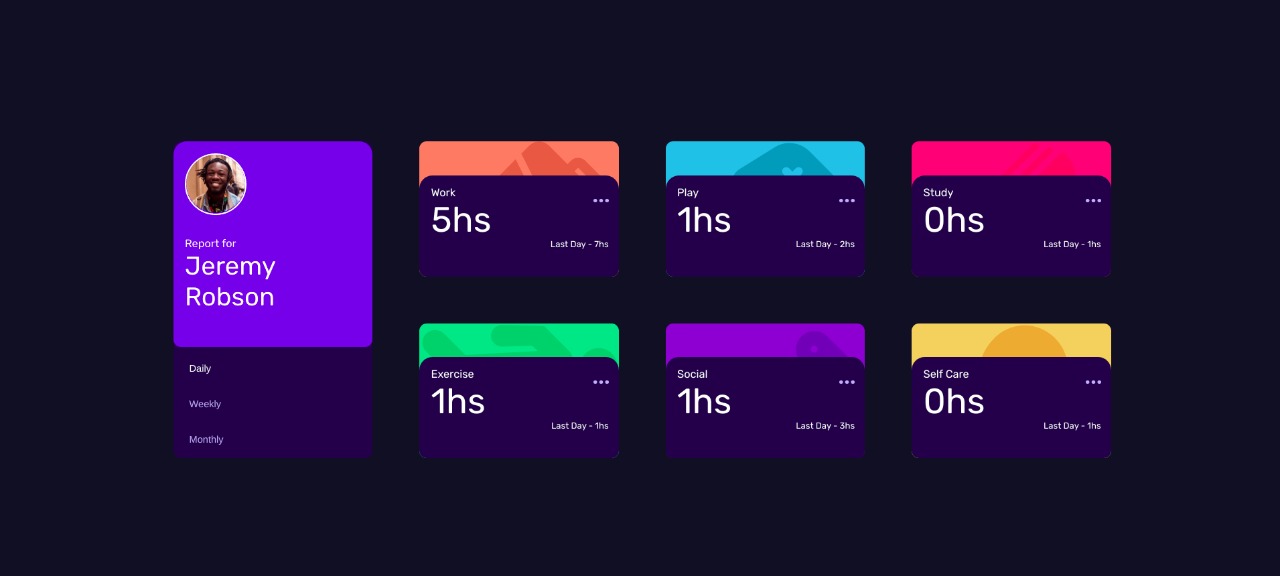 Report for
Jeremy
Robson
Daily
Weekly
Monthly
Work
5hs
Last Day - 7hs
Play
1hs
Last Day - 2hs
Study
0hs
Last Day - 1hs
Exercise
1hs
Last Day - 1hs
Social
1hs
Last Day - 3hs
Self Care
0hs
Last Day - 1hs